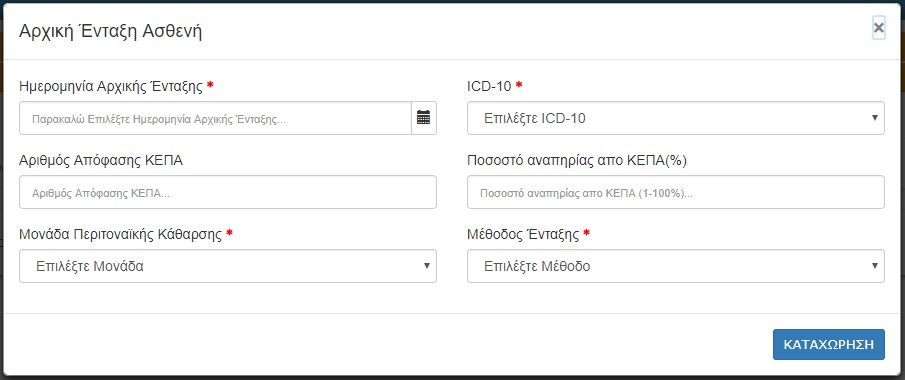 Αρχική Ένταξη Ασθενή
×
Ημερομηνία Αρχικής Ένταξης *
ICD-10 *
Παρακαλώ Επιλέξτε Ημερομηνία Αρχικής Ένταξης...
Επιλέξτε ICD-10
Αριθμός Απόφασης ΚΕΠΑ
Ποσοστό αναπηρίας απο ΚΕΠΑ(%)
Αριθμός Απόφασης ΚΕΠΑ...
Ποσοστό αναπηρίας απο ΚΕΠΑ (1-100%)...
Μονάδα Περιτοναϊκής Κάθαρσης *
Μέθοδος Ένταξης *
Επιλέξτε Μονάδα
Επιλέξτε Μέθοδο
ΚΑΤΑΧΩΡΗΣΗ